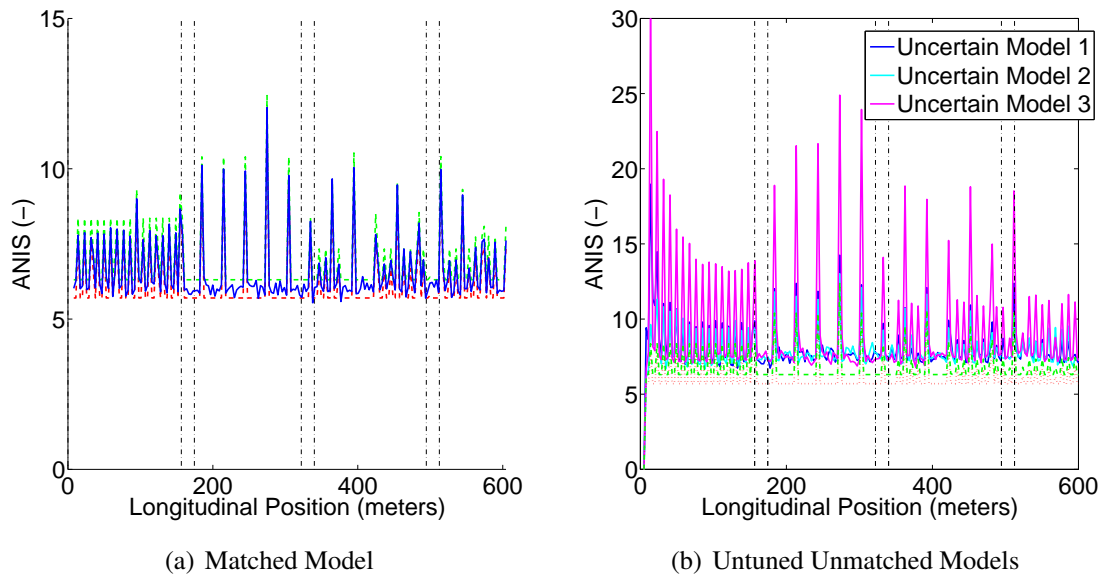 15
10
5
0
ANIS (−)
0
200
400
600
Longitudinal Position (meters)
(a) Matched Model
30
25
20
15
10
5
0
ANIS (−)
Uncertain Model 1
Uncertain Model 2
Uncertain Model 3
0
200
400
600
Longitudinal Position (meters)
(b) Untuned Unmatched Models